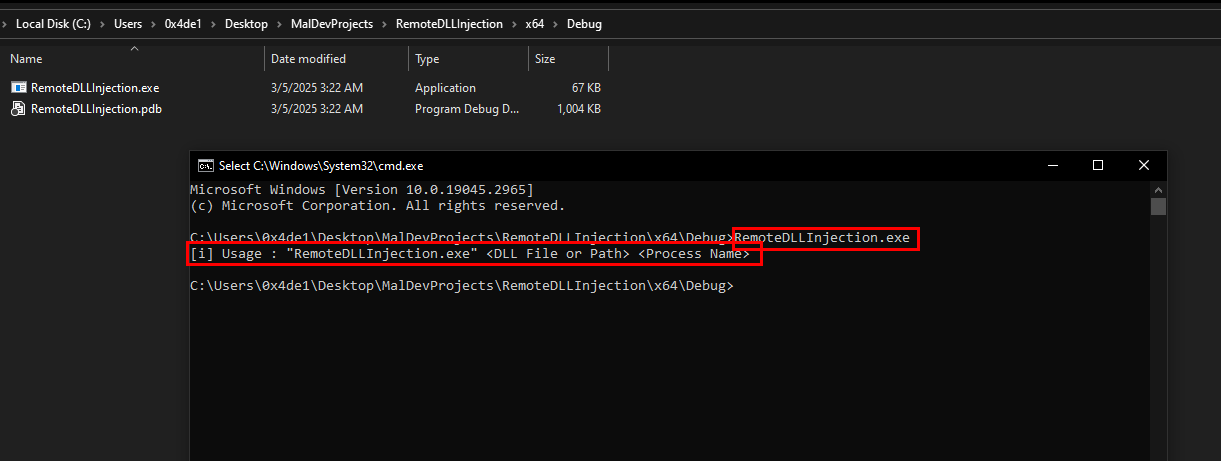 Local Disk (C:) > Users > 0x4de1 > Desktop > MalDevProjects > RemoteDLLInjection > x64 > Debug
Name Date modified Type Size
RemoteDLLInjection.exe 3/5/2025 3:22 AM Application 67 KB
RemoteDLLInjection.pdb 3/5/2025 3:22 AM Program Debug D... 1,004 KB
Select C:\Windows\System32\cmd.exe
Microsoft Windows [Version 10.0.19045.2965]
(c) Microsoft Corporation. All rights reserved.
C:\Users\0x4de1\Desktop\MalDevProjects\RemoteDLLInjection\x64\Debug>RemoteDLLInjection.exe
[i] Usage : "RemoteDLLInjection.exe" <DLL File or Path> <Process Name>
C:\Users\0x4de1\Desktop\MalDevProjects\RemoteDLLInjection\x64\Debug>